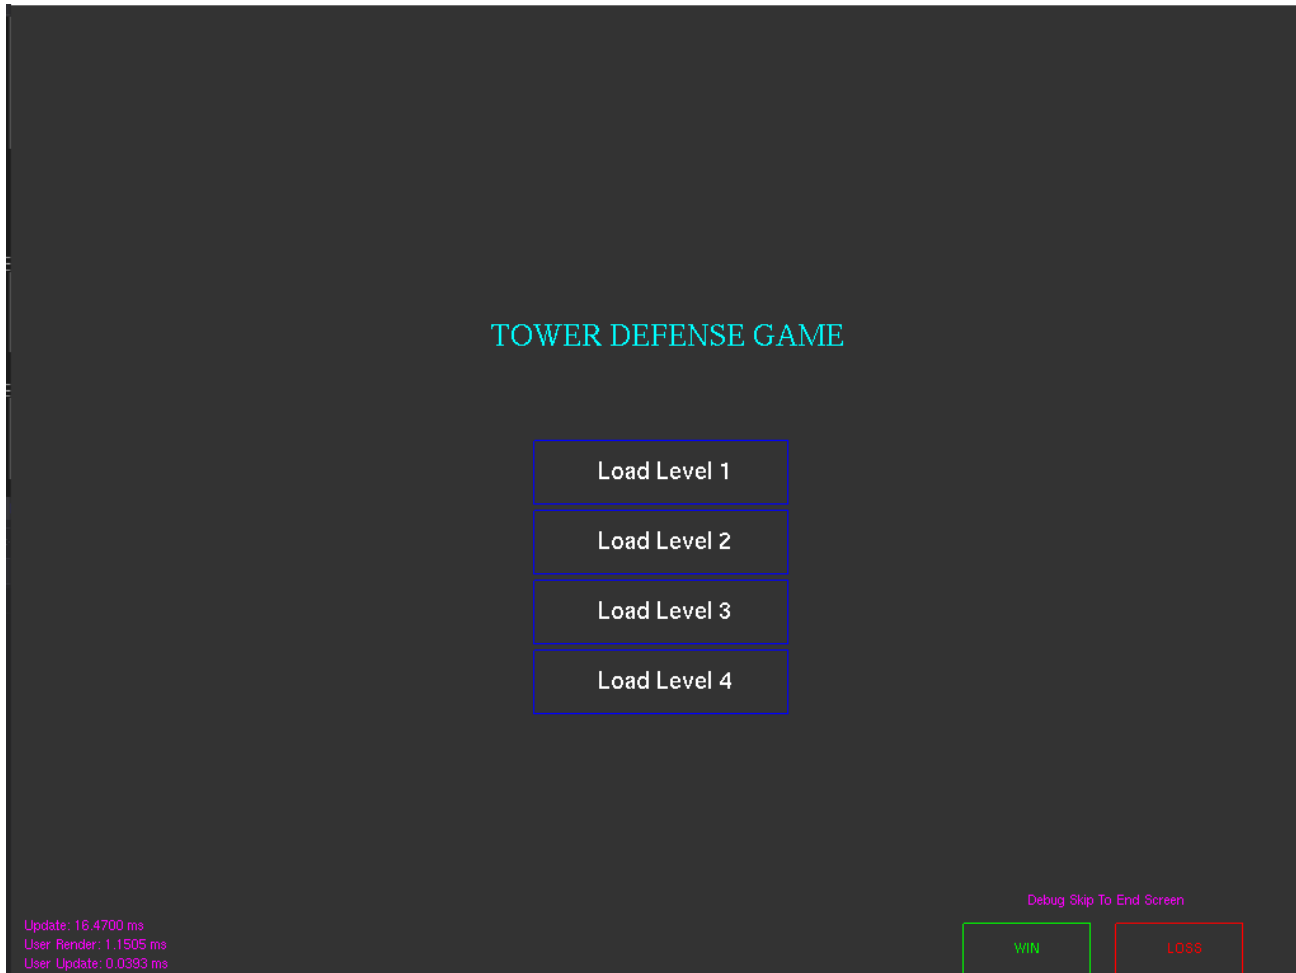 TOWER DEFENSE GAME
Load Level 1
Load Level 2
Load Level 3
Load Level 4
Debug Skip To End Screen
WIN
LOSS
Update: 16.4700 ms
User Render: 1.1505 ms
User Update: 0.0393 ms